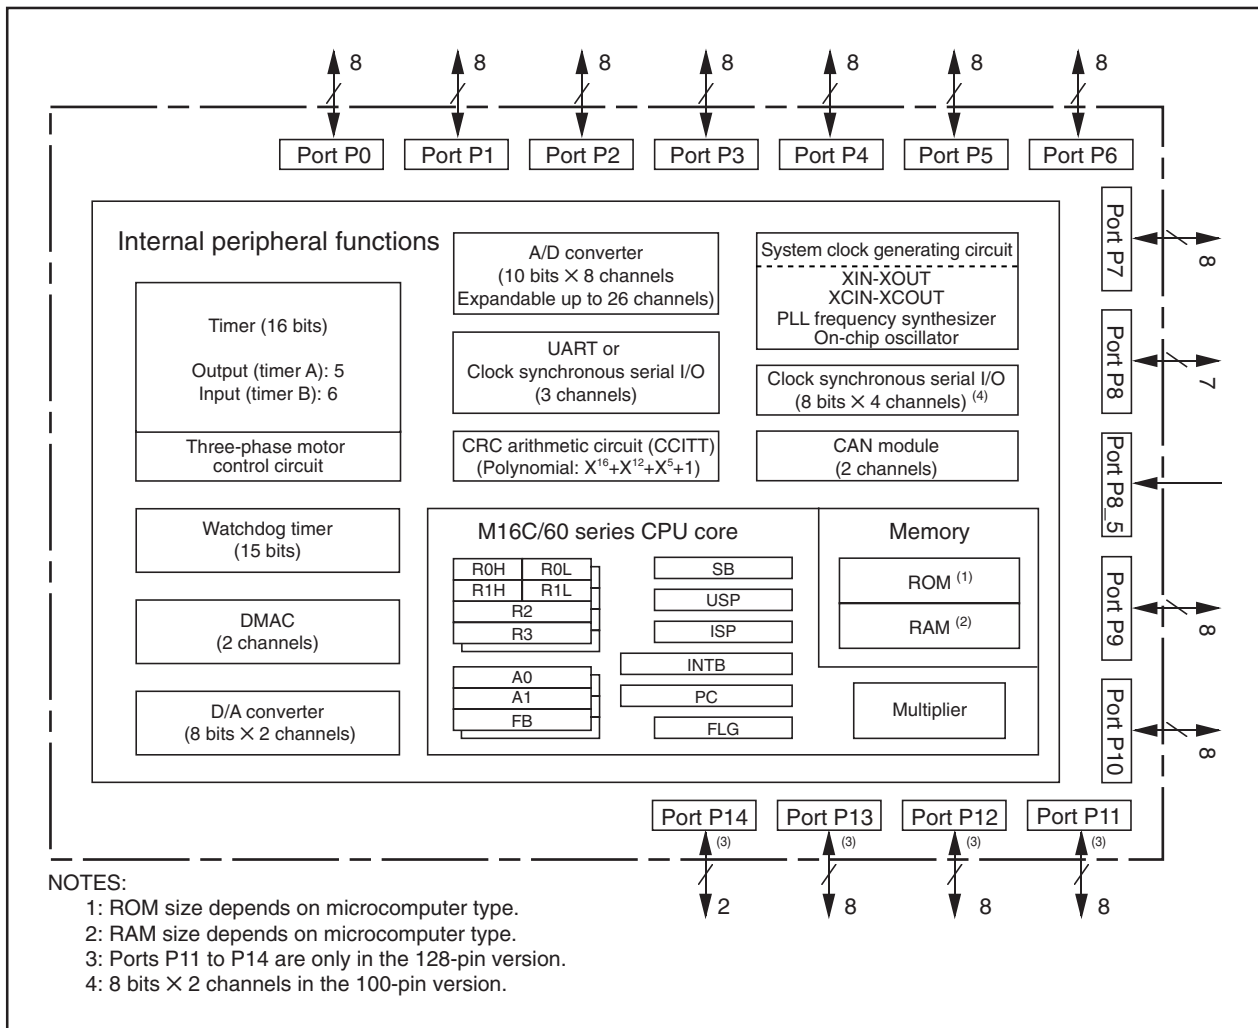 8 8 8 8 8 8 8
Port P0 Port P1 Port P2 Port P3 Port P4 Port P5 Port P6
Internal peripheral functions
Timer (16 bits)
Output (timer A): 5
Input (timer B): 6
Three-phase motor
control circuit
Watchdog timer
(15 bits)
DMAC
(2 channels)
D/A converter
(8 bits × 2 channels)
A/D converter
(10 bits × 8 channels
Expandable up to 26 channels)
UART or
Clock synchronous serial I/O
(3 channels)
CRC arithmetic circuit (CCITT)
(Polynomial: X¹⁶+X¹²+X⁵+1)
System clock generating circuit
XIN-XOUT
XCIN-XCOUT
PLL frequency synthesizer
On-chip oscillator
Clock synchronous serial I/O
(8 bits × 4 channels) (4)
CAN module
(2 channels)
M16C/60 series CPU core
R0H R0L
R1H R1L
R2
R3
A0
A1
FB
SB
USP
ISP
INTB
PC
FLG
Memory
ROM (1)
RAM (2)
Multiplier
Port P7
8
Port P8
7
Port P8_5
Port P9
8
Port P10
8
Port P14 Port P13 Port P12 Port P11
(3) (3) (3) (3)
2 8 8 8
NOTES:
1: ROM size depends on microcomputer type.
2: RAM size depends on microcomputer type.
3: Ports P11 to P14 are only in the 128-pin version.
4: 8 bits × 2 channels in the 100-pin version.